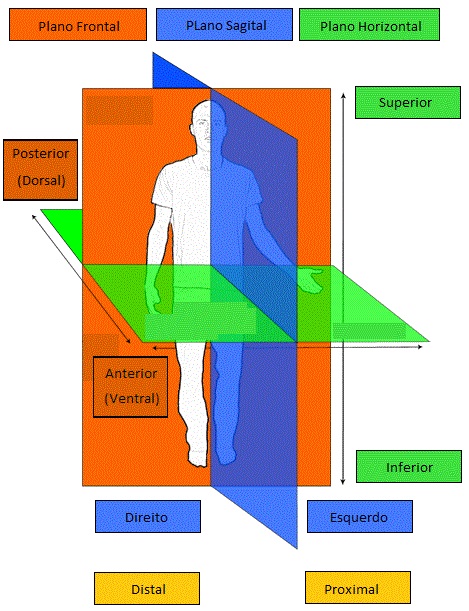 Plano Frontal
PLano Sagital
Plano Horizontal
Superior
Posterior
(Dorsal)
Anterior
(Ventral)
Inferior
Direito
Esquerdo
Distal
Proximal